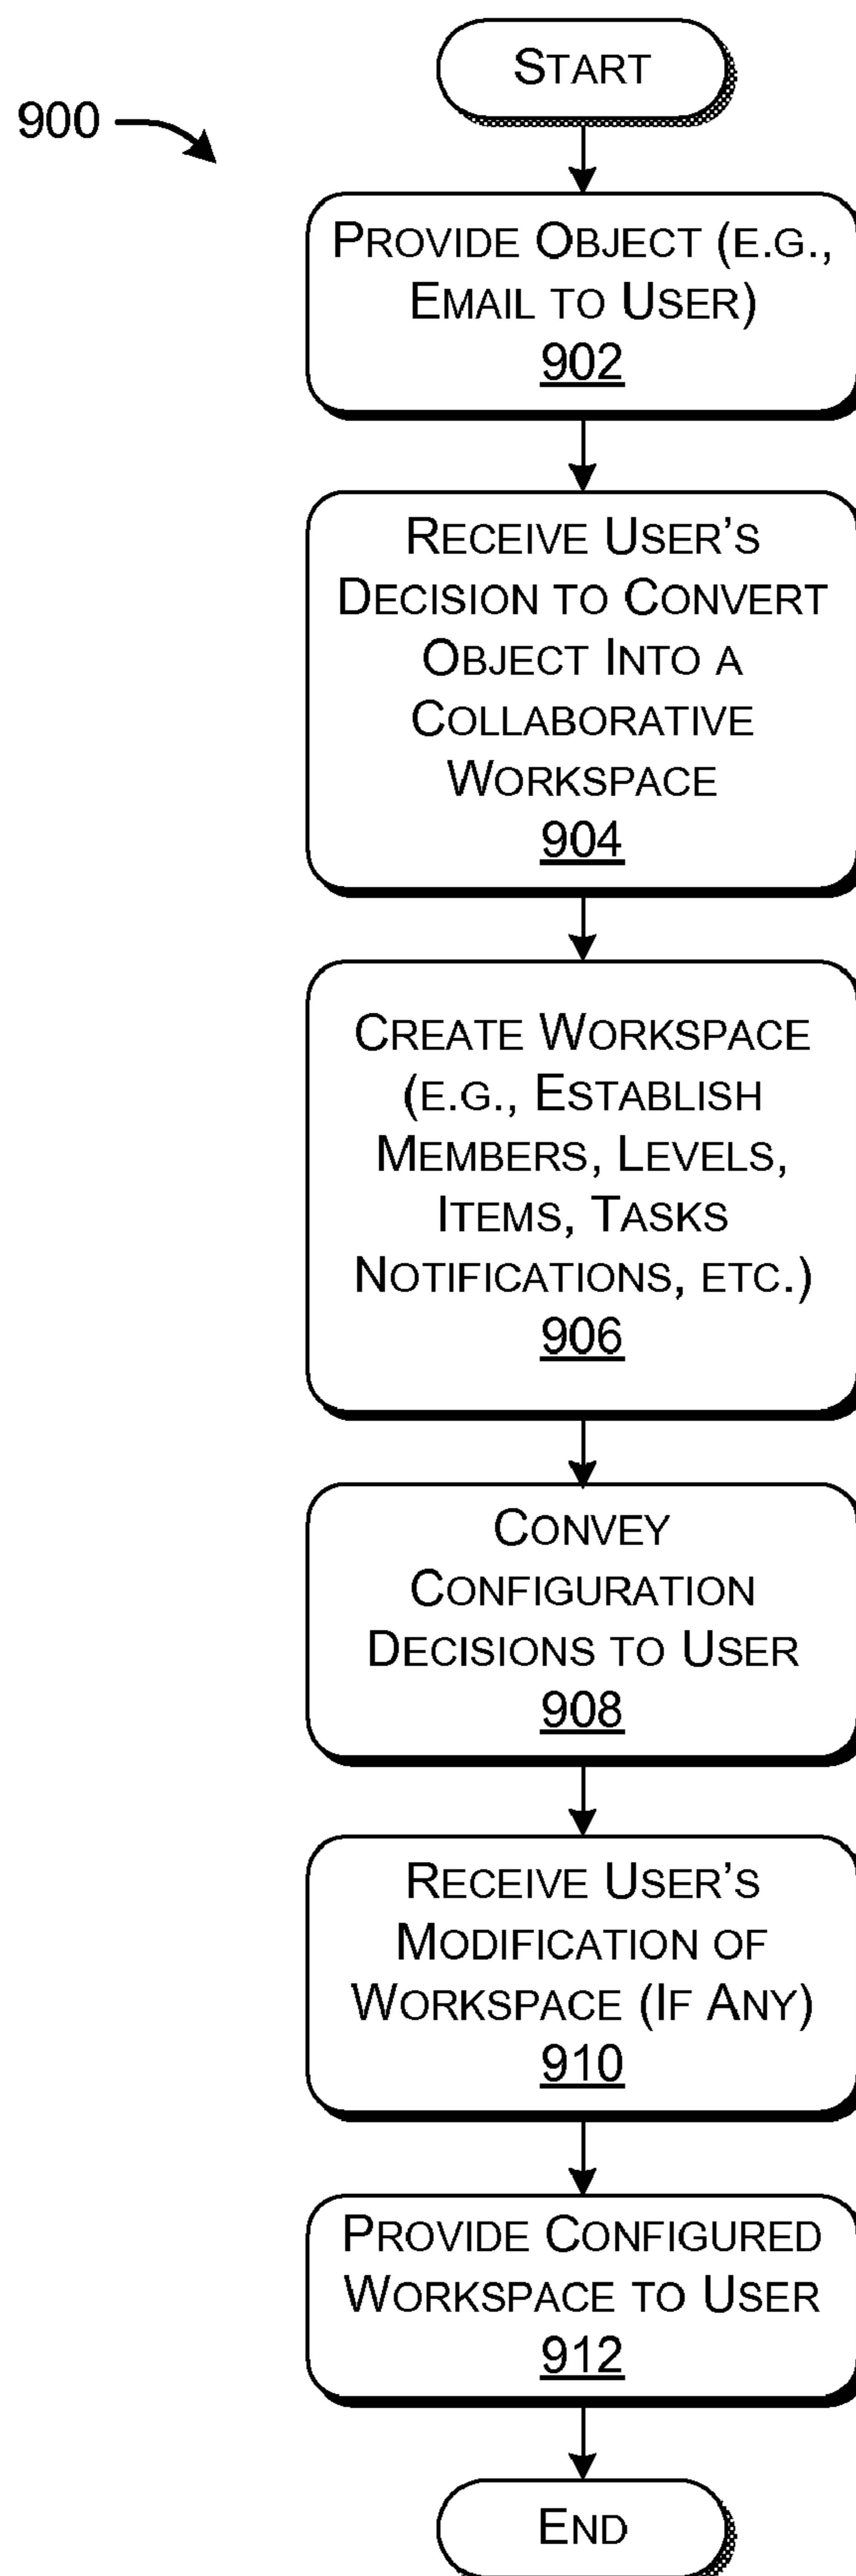 START
900
PROVIDE OBJECT (E.G.,
EMAIL TO USER)
902
RECEIVE USER'S
DECISION TO CONVERT
OBJECT INTO A
COLLABORATIVE
WORKSPACE
904
CREATE WORKSPACE
(E.G., ESTABLISH
MEMBERS, LEVELS,
ITEMS, TASKS
NOTIFICATIONS, ETC.)
906
CONVEY
CONFIGURATION
DECISIONS TO USER
908
RECEIVE USER'S
MODIFICATION OF
WORKSPACE (IF ANY)
910
PROVIDE CONFIGURED
WORKSPACE TO USER
912
END